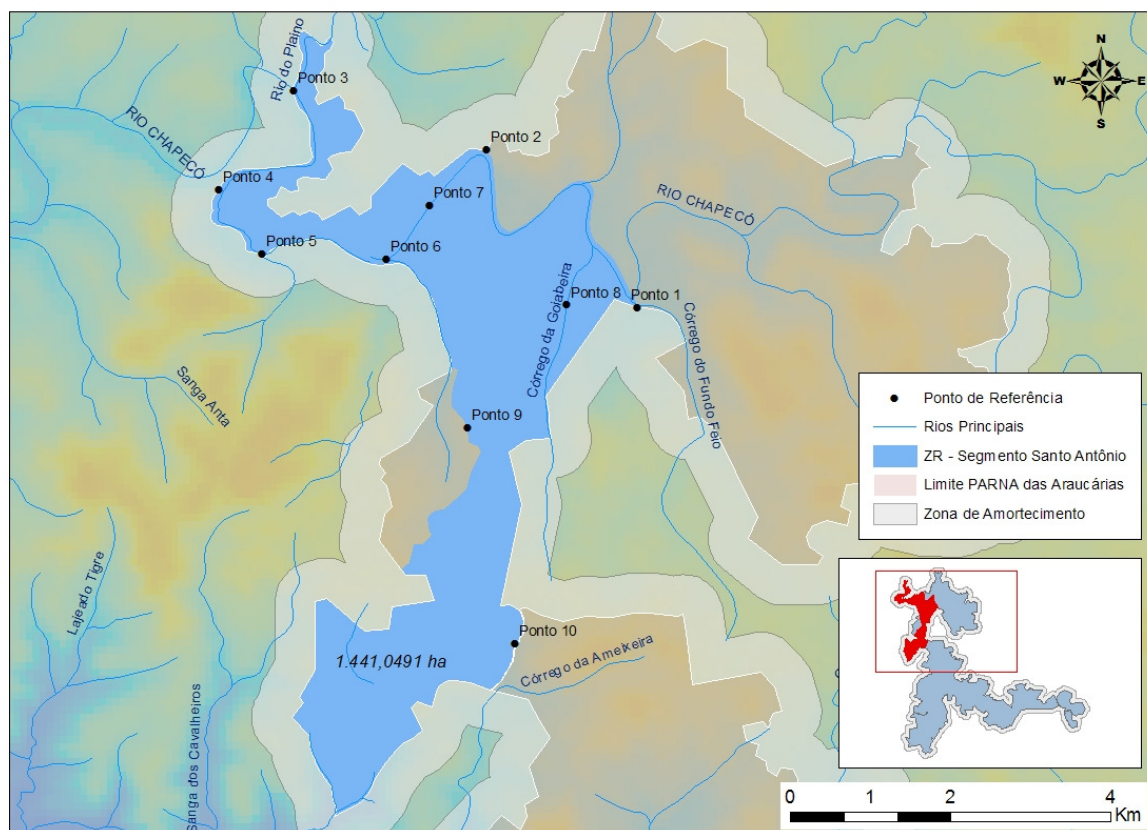 Rio do Plaino
Ponto 3
N
W
E
S
RIO CHAPECÓ
Ponto 2
Ponto 4
Ponto 7
RIO CHAPECÓ
Ponto 5
Ponto 6
Córrego da Goiabeira
Ponto 8
Ponto 1
Córrego do Fundo Feio
Sanga Anta
Ponto 9
Ponto de Referência
Rios Principais
ZR - Segmento Santo Antônio
Limite PARNA das Araucárias
Zona de Amortecimento
Lajeado Tigre
Ponto 10
1.441,0491 ha
Córrego da Ameixeira
Sanga dos Cavalheiros
0 1 2 4
Km